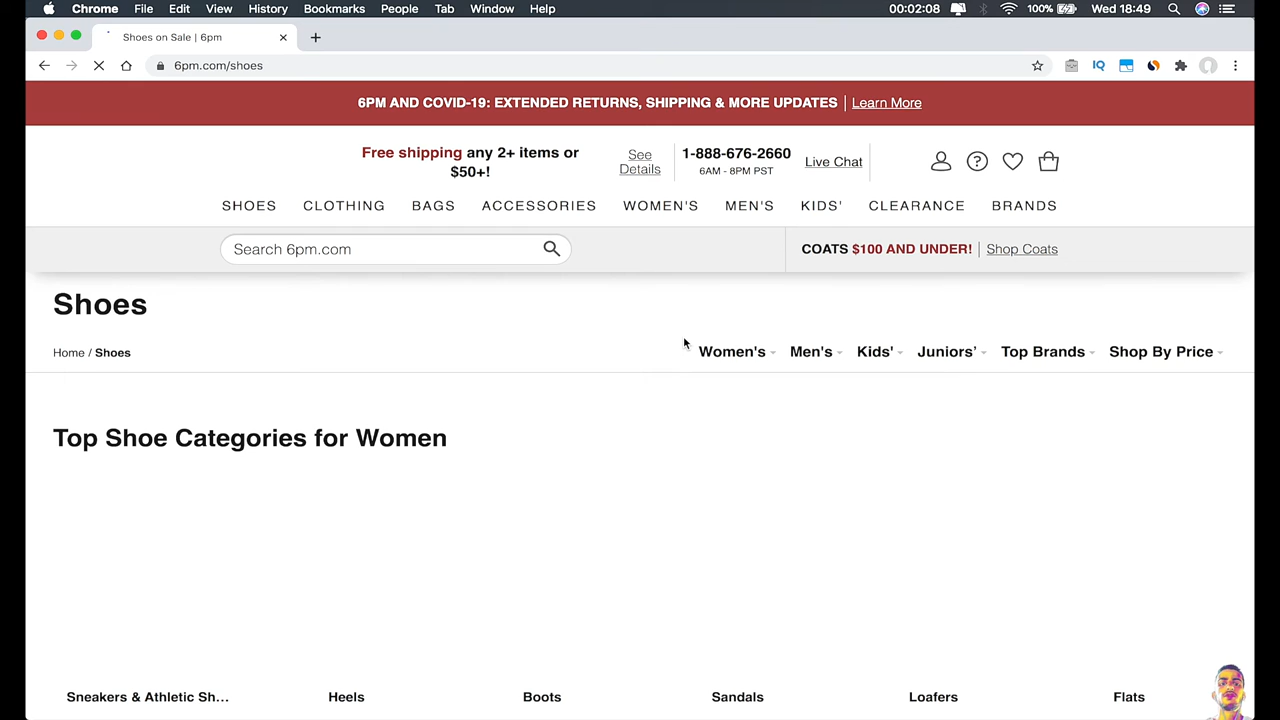 Chrome File Edit View History Bookmarks People Tab Window Help 00:02:08 100% Wed 18:49
Shoes on Sale | 6pm
6pm.com/shoes IQ
6PM AND COVID-19: EXTENDED RETURNS, SHIPPING & MORE UPDATES | Learn More
Free shipping any 2+ items or
$50+!
See
Details
1-888-676-2660
6AM - 8PM PST
Live Chat
SHOES CLOTHING BAGS ACCESSORIES WOMEN'S MEN'S KIDS' CLEARANCE BRANDS
Search 6pm.com
COATS $100 AND UNDER! | Shop Coats
Shoes
Home / Shoes
Women's Men's Kids' Juniors’ Top Brands Shop By Price
Top Shoe Categories for Women
Sneakers & Athletic Sh... Heels Boots Sandals Loafers Flats